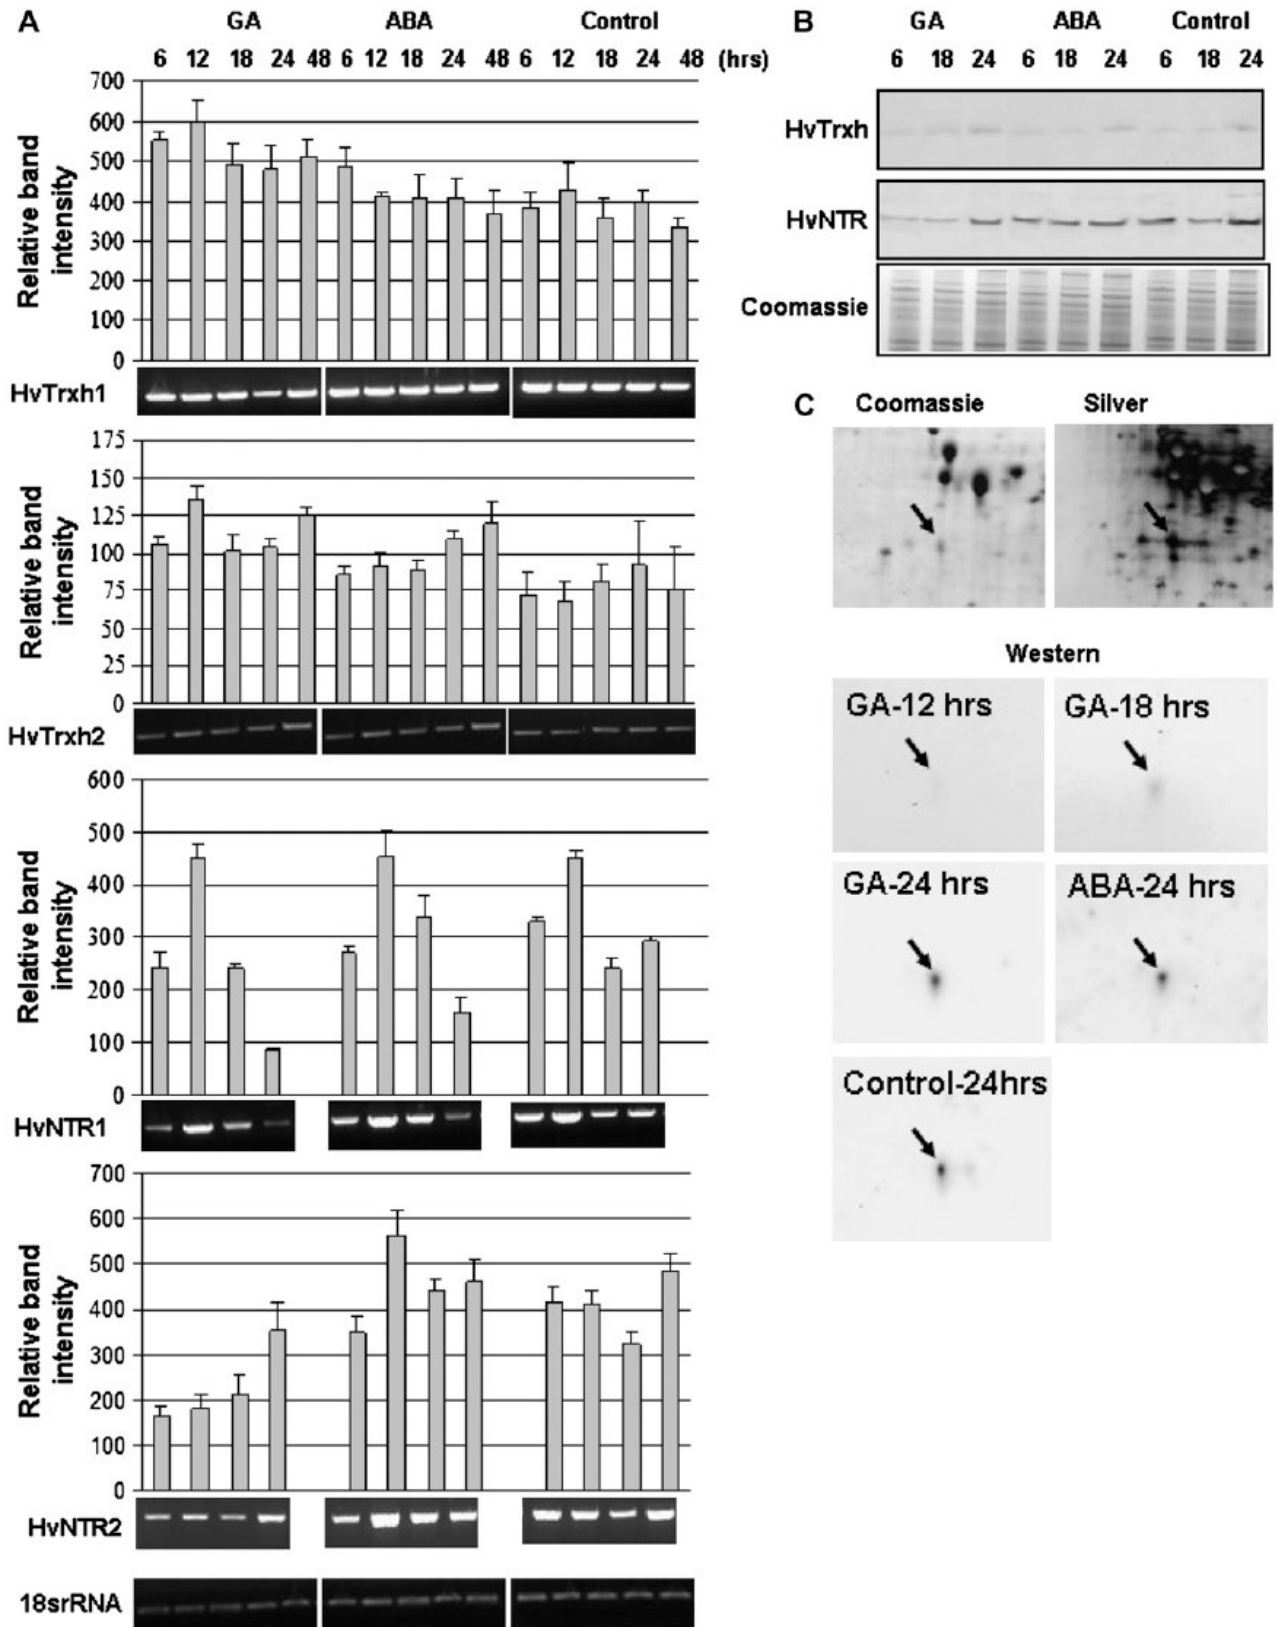 A
GA ABA Control
6 12 18 24 48 6 12 18 24 48 6 12 18 24 48 (hrs)
700
600
500
400
300
200
100
0
Relative band
intensity
HvTrxh1
175
150
125
100
75
50
25
0
Relative band
intensity
HvTrxh2
600
500
400
300
200
100
0
Relative band
intensity
HvNTR1
700
600
500
400
300
200
100
0
Relative band
intensity
HvNTR2
18srRNA
B
GA ABA Control
6 18 24 6 18 24 6 18 24
HvTrxh
HvNTR
Coomassie
C
Coomassie Silver
Western
GA-12 hrs GA-18 hrs
GA-24 hrs ABA-24 hrs
Control-24hrs